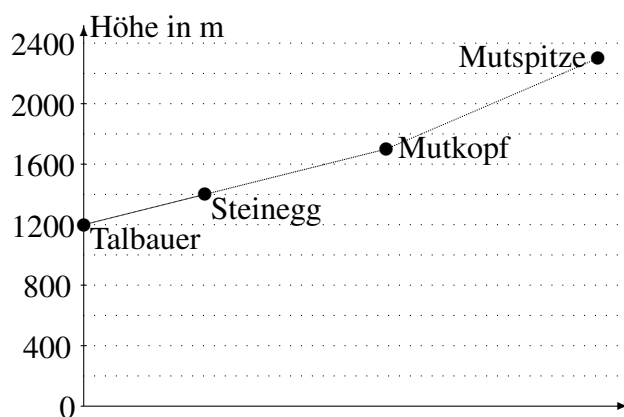 Höhe in m
2400
Mutspitze
2000
1600
Mutkopf
Steinegg
1200
Talbauer
800
400
0